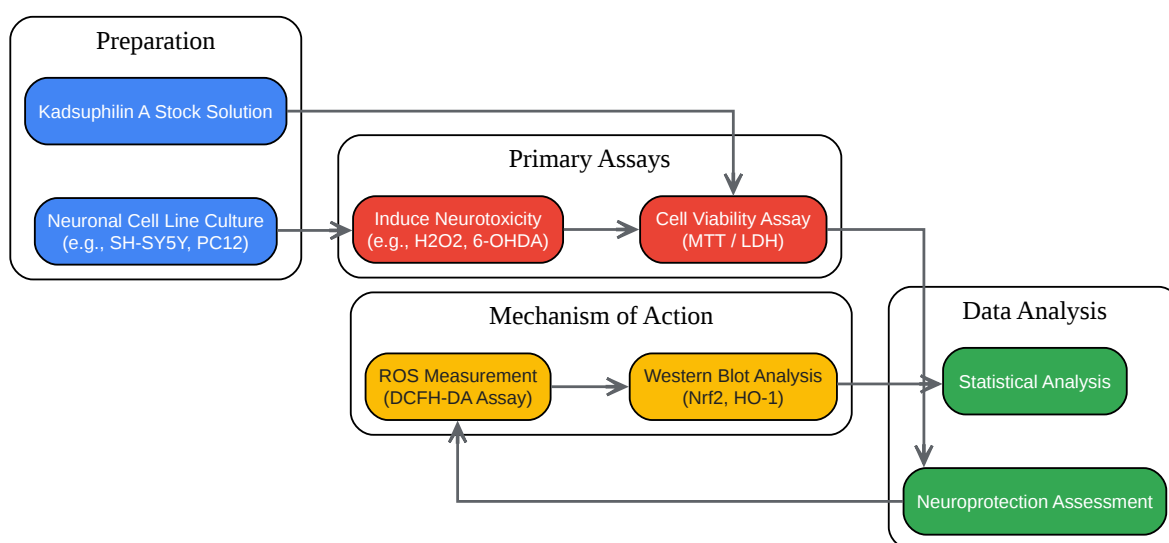 Preparation
Kadsuphilin A Stock Solution
Neuronal Cell Line Culture
(e.g., SH-SY5Y, PC12)
Primary Assays
Induce Neurotoxicity
(e.g., H2O2, 6-OHDA)
Cell Viability Assay
(MTT / LDH)
Mechanism of Action
ROS Measurement
(DCFH-DA Assay)
Western Blot Analysis
(Nrf2, HO-1)
Data Analysis
Statistical Analysis
Neuroprotection Assessment